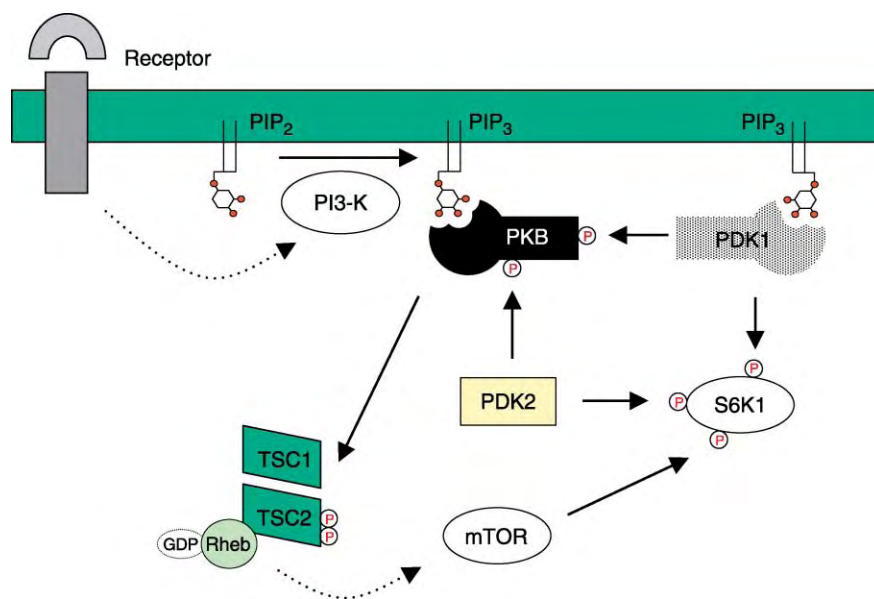 Receptor
PIP2
PIP3
PIP3
PI3-K
PKB
P
P
PDK1
PDK2
P
P
P
S6K1
TSC1
TSC2
P
P
GDP
Rheb
mTOR